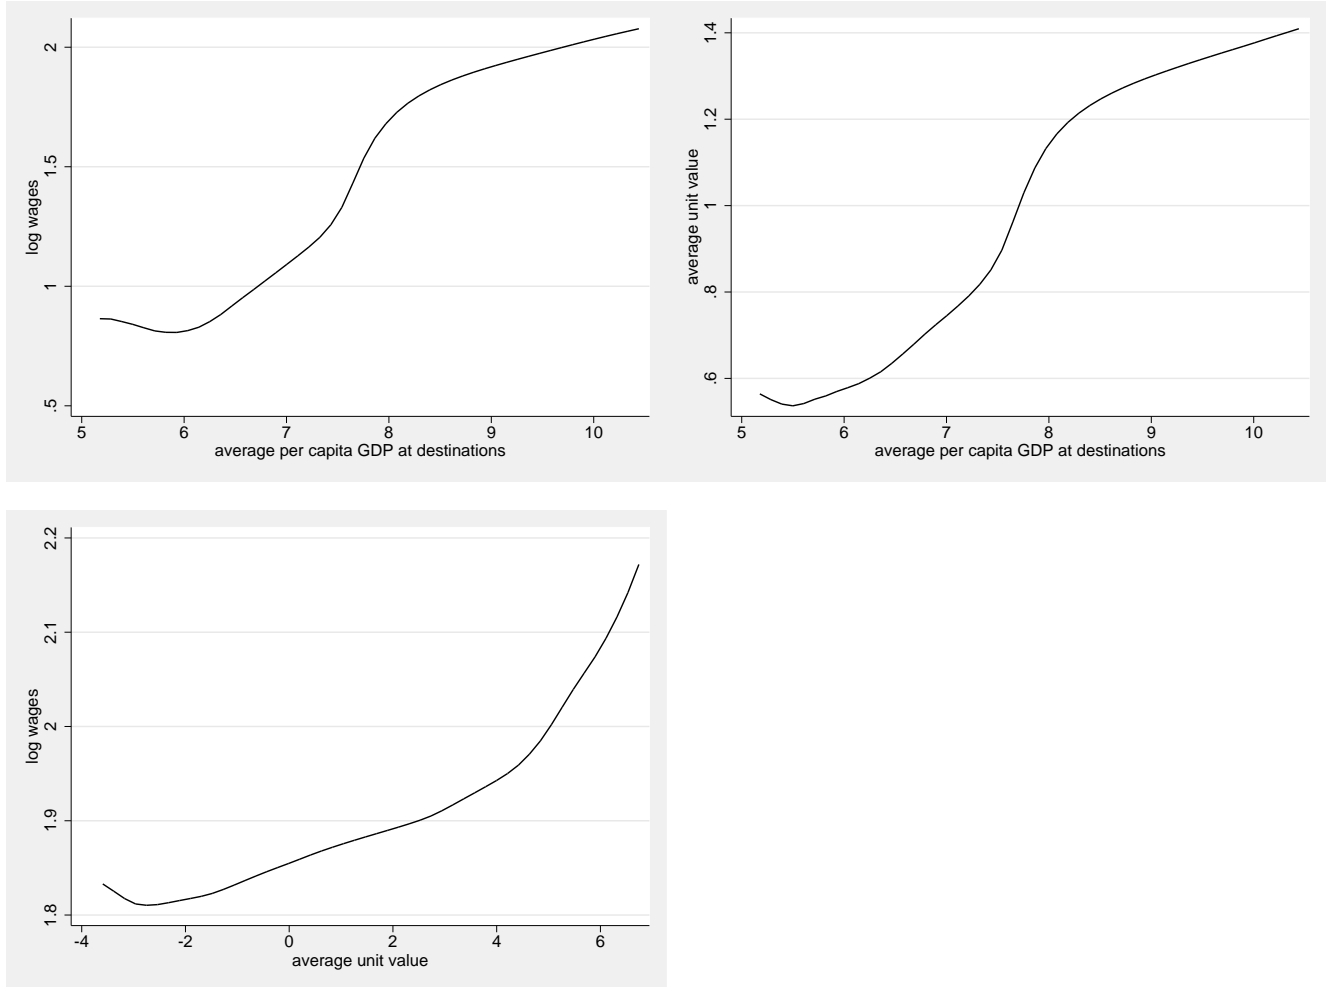 2
1.5
1
.5
log wages
5 6 7 8 9 10
average per capita GDP at destinations
1.4
1.2
1
.8
.6
average unit value
5 6 7 8 9 10
average per capita GDP at destinations
2.2
2.1
2
1.9
1.8
log wages
-4 -2 0 2 4 6
average unit value